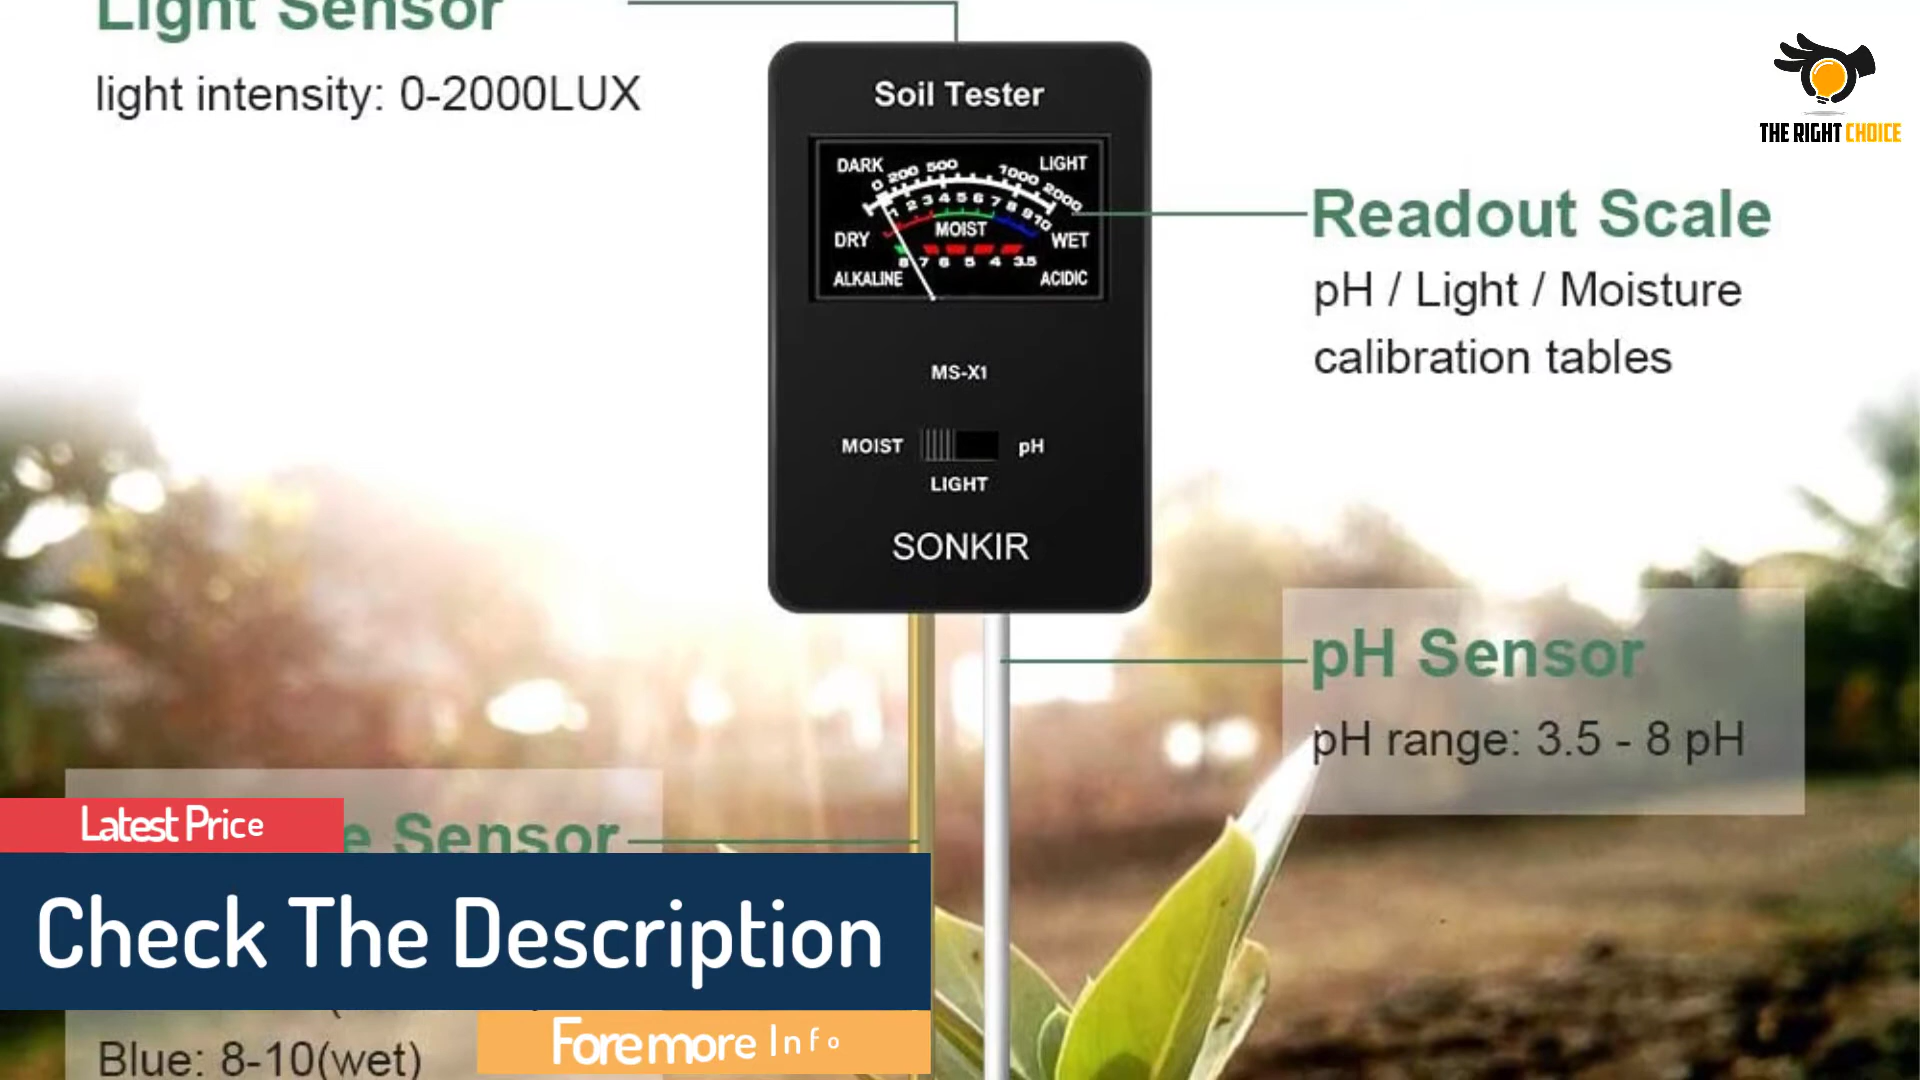 Light Sensor
light intensity: 0-2000LUX
Soil Tester
DARK
LIGHT
0 200 500 1000 2000
1 2 3 4 5 6 7 8 9 10
DRY
MOIST
WET
8 7 6 5 4 3.5
ALKALINE
ACIDIC
MS-X1
MOIST
pH
LIGHT
SONKIR
THE RIGHT CHOICE
Readout Scale
pH / Light / Moisture
calibration tables
pH Sensor
pH range: 3.5 - 8 pH
e Sensor
Latest Price
Check The Description
Blue: 8-10(wet)
Foremore Info